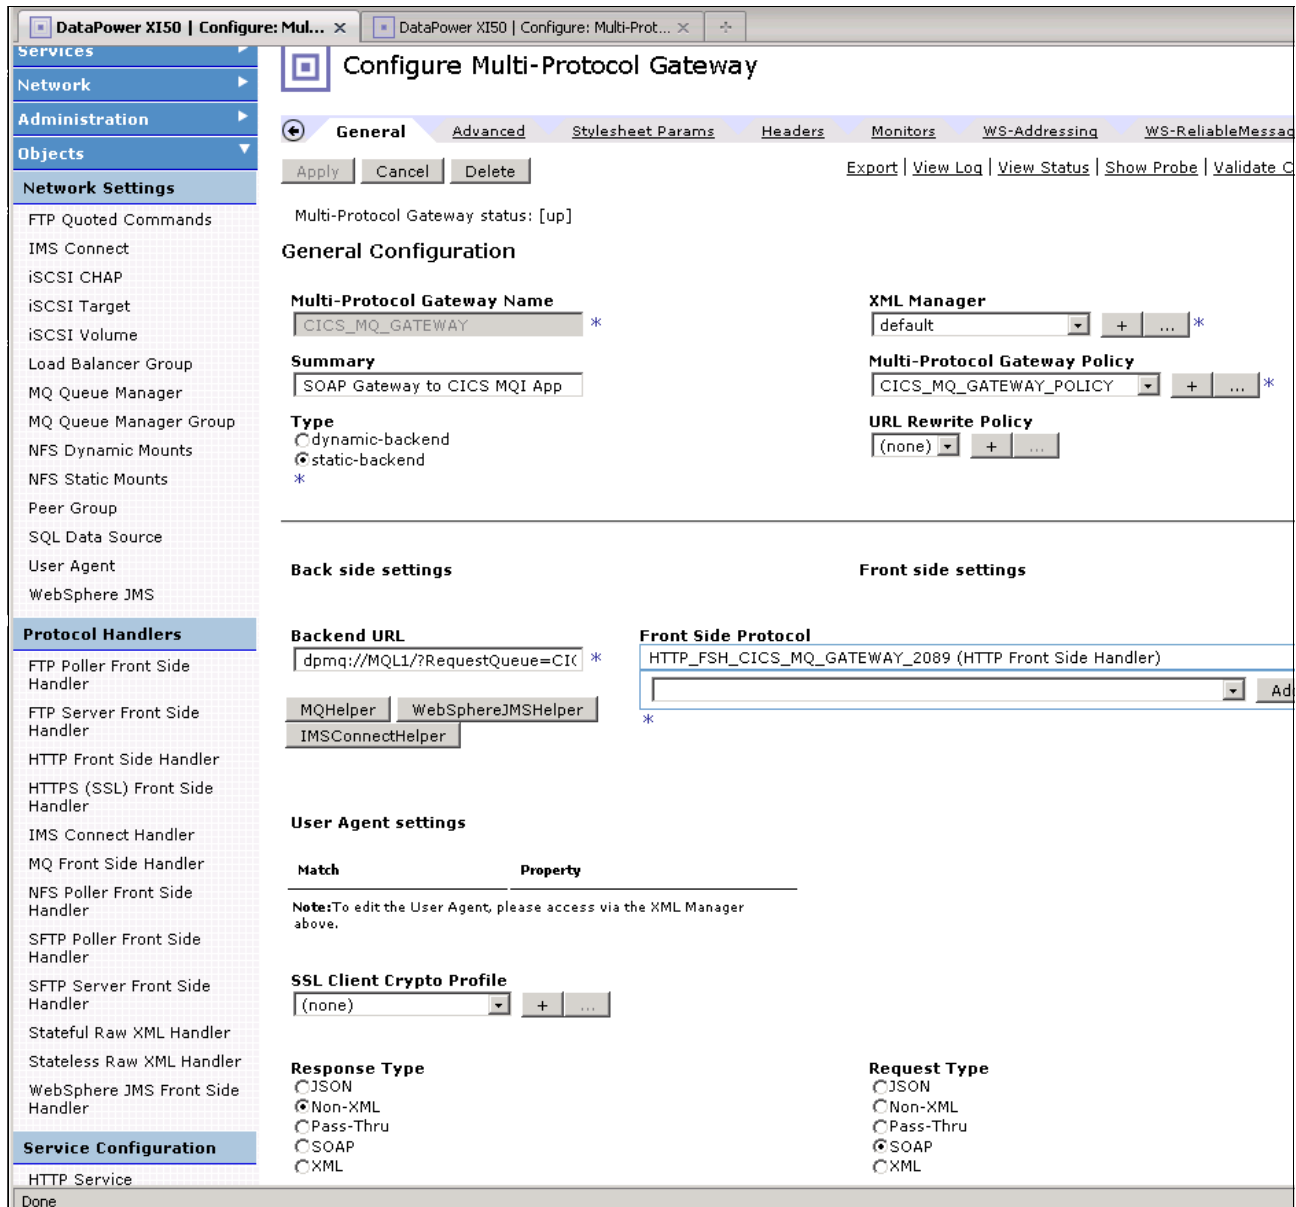 DataPower XI50 | Configure: Mul... x
DataPower XI50 | Configure: Multi-Prot... x
Services
Network
Administration
Objects
Network Settings
FTP Quoted Commands
IMS Connect
iSCSI CHAP
iSCSI Target
iSCSI Volume
Load Balancer Group
MQ Queue Manager
MQ Queue Manager Group
NFS Dynamic Mounts
NFS Static Mounts
Peer Group
SQL Data Source
User Agent
WebSphere JMS
Protocol Handlers
FTP Poller Front Side
Handler
FTP Server Front Side
Handler
HTTP Front Side Handler
HTTPS (SSL) Front Side
Handler
IMS Connect Handler
MQ Front Side Handler
NFS Poller Front Side
Handler
SFTP Poller Front Side
Handler
SFTP Server Front Side
Handler
Stateful Raw XML Handler
Stateless Raw XML Handler
WebSphere JMS Front Side
Handler
Service Configuration
HTTP Service
Configure Multi-Protocol Gateway
General Advanced Stylesheet Params Headers Monitors WS-Addressing WS-ReliableMessag
Apply Cancel Delete
Export | View Log | View Status | Show Probe | Validate C
Multi-Protocol Gateway status: [up]
General Configuration
Multi-Protocol Gateway Name
CICS_MQ_GATEWAY *
Summary
SOAP Gateway to CICS MQI App
Type
dynamic-backend
static-backend
*
XML Manager
default + ... *
Multi-Protocol Gateway Policy
CICS_MQ_GATEWAY_POLICY + ... *
URL Rewrite Policy
(none) + ...
Back side settings
Front side settings
Backend URL
dpmq://MQL1/?RequestQueue=CI( *
MQHelper WebSphereJMSHelper
IMSConnectHelper
Front Side Protocol
HTTP_FSH_CICS_MQ_GATEWAY_2089 (HTTP Front Side Handler)
Ad
*
User Agent settings
Match Property
Note:To edit the User Agent, please access via the XML Manager
above.
SSL Client Crypto Profile
(none) + ...
Response Type
JSON
Non-XML
Pass-Thru
SOAP
XML
Request Type
JSON
Non-XML
Pass-Thru
SOAP
XML
Done